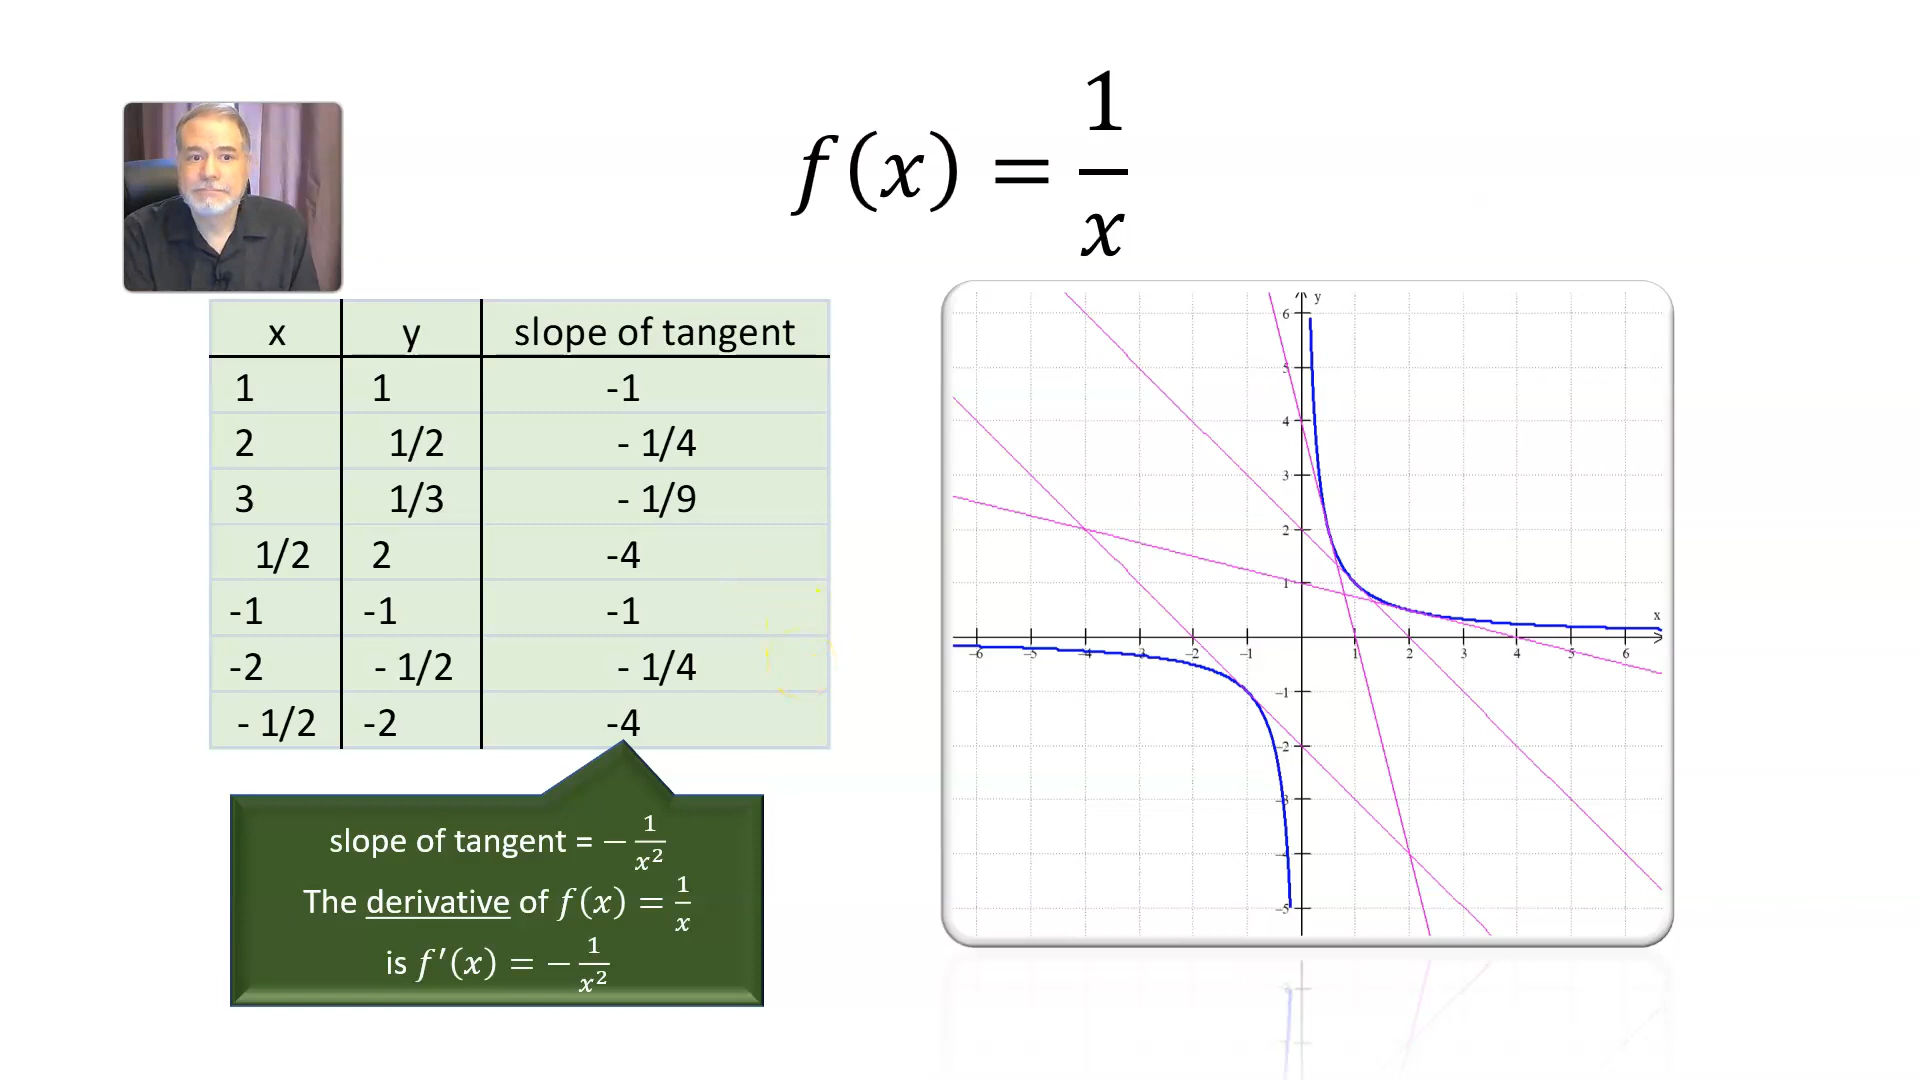 f(x) = 1/x
x y slope of tangent
1 1 -1
2 1/2 - 1/4
3 1/3 - 1/9
1/2 2 -4
-1 -1 -1
-2 - 1/2 - 1/4
- 1/2 -2 -4
slope of tangent = − 1/x²
The derivative of f(x) = 1/x
is f′(x) = − 1/x²
y
6
5
4
3
2
1
x
−6 −5 −4 −3 −2 −1 1 2 3 4 5 6
−1
−2
−3
−4
−5